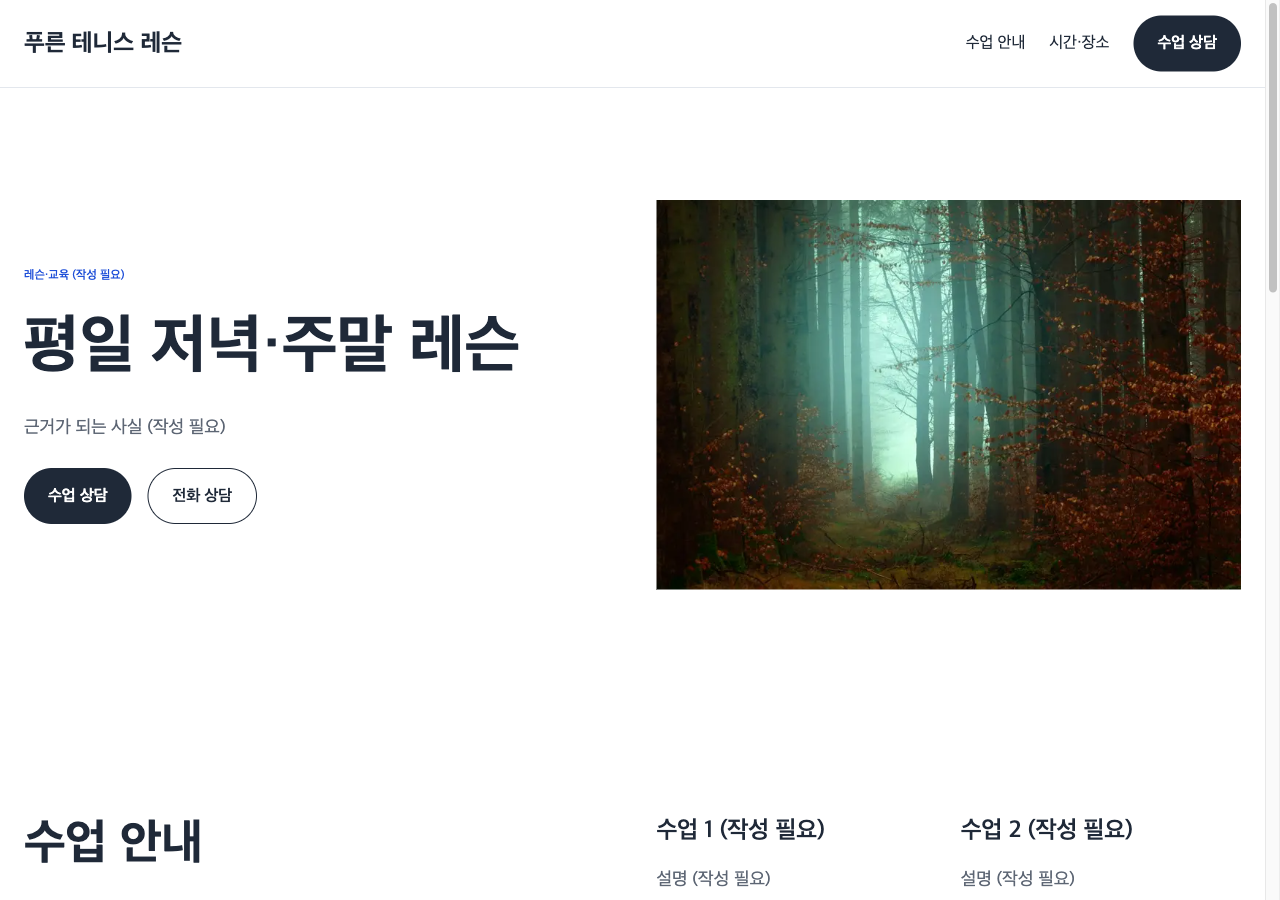 푸른 테니스 레슨
수업 안내
시간·장소
수업 상담
레슨·교육 (작성 필요)
평일 저녁·주말 레슨
근거가 되는 사실 (작성 필요)
수업 상담
전화 상담
수업 안내
수업 1 (작성 필요)
설명 (작성 필요)
수업 2 (작성 필요)
설명 (작성 필요)